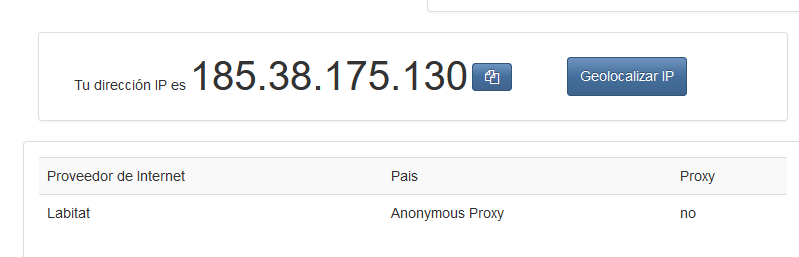 Tu dirección IP es 185.38.175.130 Geolocalizar IP
Proveedor de Internet Pais Proxy
Labitat Anonymous Proxy no